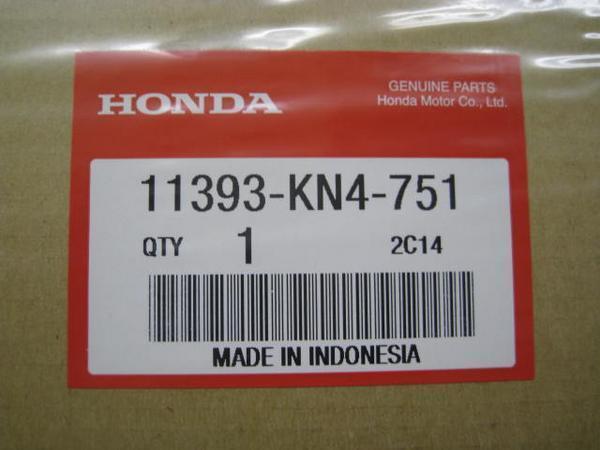 HONDA
GENUINE PARTS
Honda Motor Co., Ltd.
11393-KN4-751
QTY 1 2C14
MADE IN INDONESIA